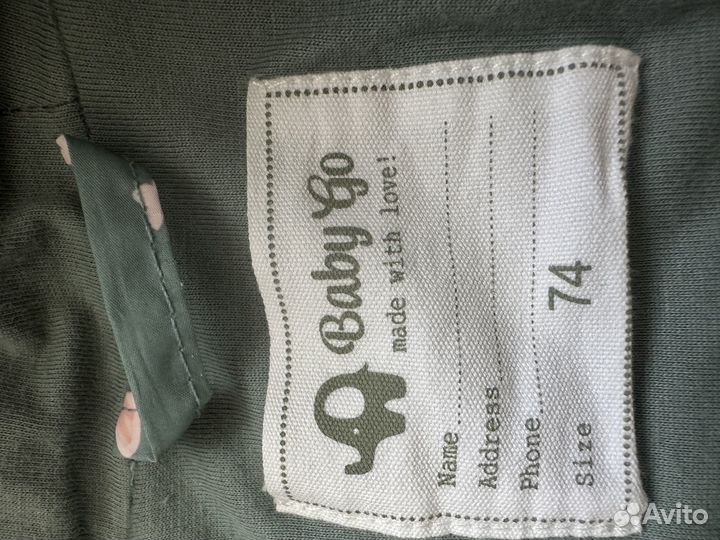 Baby Go
made with love!
Name
Address
Phone
Size 74
Avito